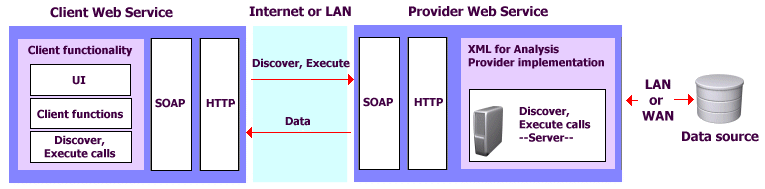 Client Web Service
Internet or LAN
Provider Web Service
Client functionality
UI
Client functions
Discover,
Execute calls
SOAP
HTTP
Discover, Execute
Data
SOAP
HTTP
XML for Analysis
Provider implementation
Discover,
Execute calls
--Server--
LAN
or
WAN
Data source